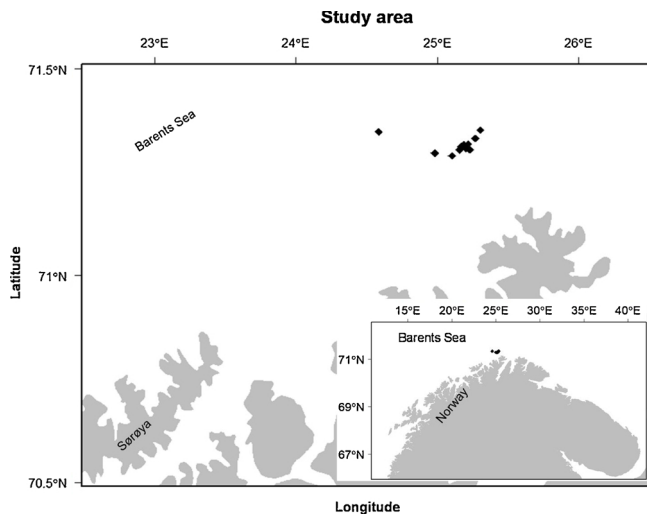 Study area
23°E 24°E 25°E 26°E
71.5°N
Barents Sea
71°N
Latitude
15°E 20°E 25°E 30°E 35°E 40°E
Barents Sea
71°N
Norway
69°N
Sørøya
67°N
70.5°N
Longitude